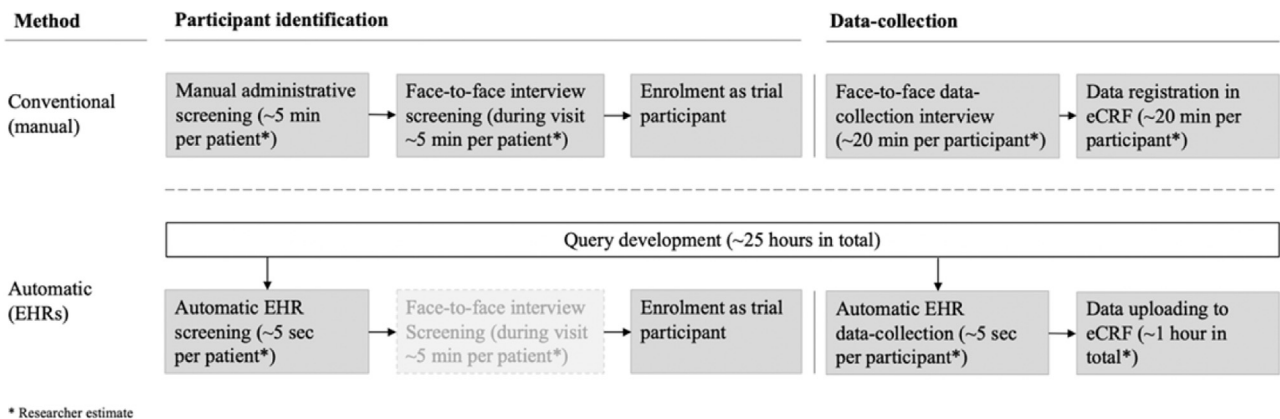 Method
Participant identification
Data-collection
Conventional
(manual)
Manual administrative
screening (~5 min
per patient*)
Face-to-face interview
screening (during visit
~5 min per patient*)
Enrolment as trial
participant
Face-to-face data-
collection interview
(~20 min per participant*)
Data registration in
eCRF (~20 min per
participant*)
Query development (~25 hours in total)
Automatic
(EHRs)
Automatic EHR
screening (~5 sec
per patient*)
Face-to-face interview
Screening (during visit
~5 min per patient*)
Enrolment as trial
participant
Automatic EHR
data-collection (~5 sec
per participant*)
Data uploading to
eCRF (~1 hour in
total*)
* Researcher estimate